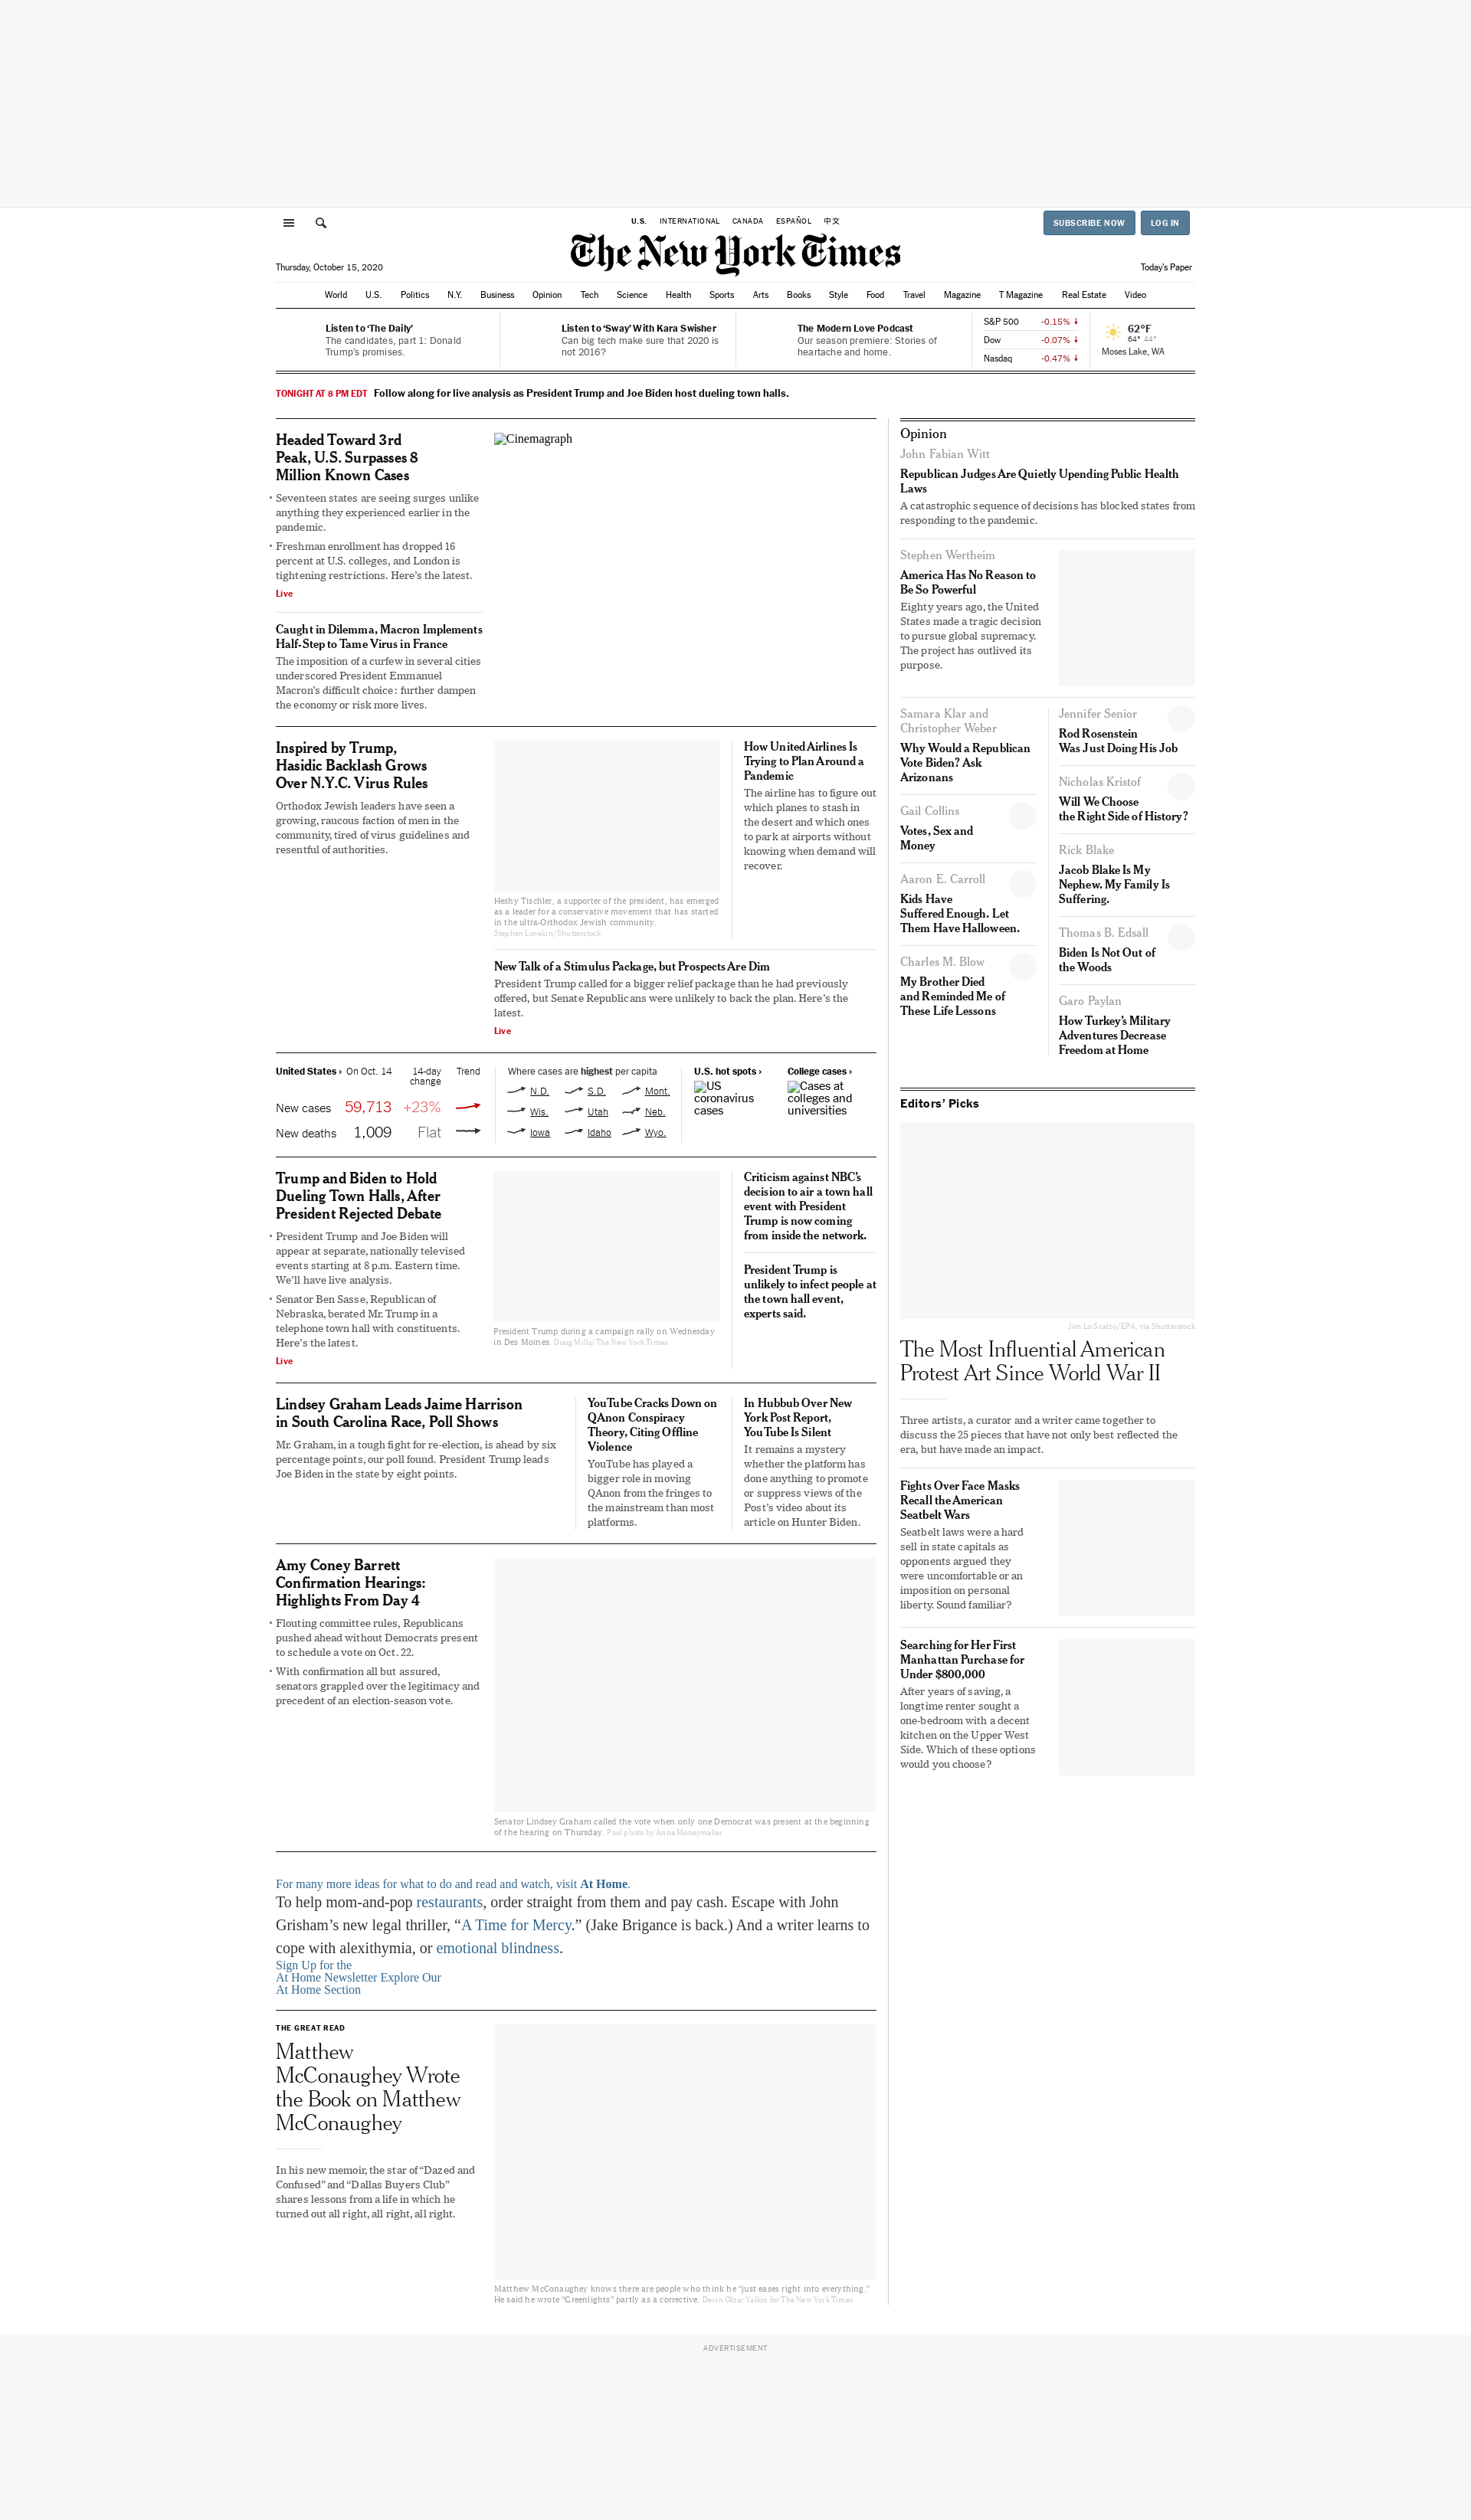 U.S.
INTERNATIONAL
CANADA
ESPAÑOL
中文
SUBSCRIBE NOW
LOG IN
The New York Times
Thursday, October 15, 2020
Today's Paper
World
U.S.
Politics
N.Y.
Business
Opinion
Tech
Science
Health
Sports
Arts
Books
Style
Food
Travel
Magazine
T Magazine
Real Estate
Video
Listen to ‘The Daily’
The candidates, part 1: Donald
Trump’s promises.
Listen to ‘Sway’ With Kara Swisher
Can big tech make sure that 2020 is
not 2016?
The Modern Love Podcast
Our season premiere: Stories of
heartache and home.
S&P 500 -0.15%
Dow -0.07%
Nasdaq -0.47%
62°F
64° 44°
Moses Lake, WA
TONIGHT AT 8 PM EDT Follow along for live analysis as President Trump and Joe Biden host dueling town halls.
Headed Toward 3rd
Peak, U.S. Surpasses 8
Million Known Cases
• Seventeen states are seeing surges unlike
anything they experienced earlier in the
pandemic.
• Freshman enrollment has dropped 16
percent at U.S. colleges, and London is
tightening restrictions. Here’s the latest.
Live
Caught in Dilemma, Macron Implements
Half-Step to Tame Virus in France
The imposition of a curfew in several cities
underscored President Emmanuel
Macron’s difficult choice: further dampen
the economy or risk more lives.
Cinemagraph
Inspired by Trump,
Hasidic Backlash Grows
Over N.Y.C. Virus Rules
Orthodox Jewish leaders have seen a
growing, raucous faction of men in the
community, tired of virus guidelines and
resentful of authorities.
Heshy Tischler, a supporter of the president, has emerged
as a leader for a conservative movement that has started
in the ultra-Orthodox Jewish community.
Stephen Lovekin/Shutterstock
How United Airlines Is
Trying to Plan Around a
Pandemic
The airline has to figure out
which planes to stash in
the desert and which ones
to park at airports without
knowing when demand will
recover.
New Talk of a Stimulus Package, but Prospects Are Dim
President Trump called for a bigger relief package than he had previously
offered, but Senate Republicans were unlikely to back the plan. Here’s the
latest.
Live
United States › On Oct. 14 14-day Trend
change
New cases 59,713 +23%
New deaths 1,009 Flat
Where cases are highest per capita
N.D. S.D. Mont.
Wis. Utah Neb.
Iowa Idaho Wyo.
U.S. hot spots ›
US
coronavirus
cases
College cases ›
Cases at
colleges and
universities
Trump and Biden to Hold
Dueling Town Halls, After
President Rejected Debate
• President Trump and Joe Biden will
appear at separate, nationally televised
events starting at 8 p.m. Eastern time.
We’ll have live analysis.
• Senator Ben Sasse, Republican of
Nebraska, berated Mr. Trump in a
telephone town hall with constituents.
Here’s the latest.
Live
President Trump during a campaign rally on Wednesday
in Des Moines. Doug Mills/The New York Times
Criticism against NBC’s
decision to air a town hall
event with President
Trump is now coming
from inside the network.
President Trump is
unlikely to infect people at
the town hall event,
experts said.
Lindsey Graham Leads Jaime Harrison
in South Carolina Race, Poll Shows
Mr. Graham, in a tough fight for re-election, is ahead by six
percentage points, our poll found. President Trump leads
Joe Biden in the state by eight points.
YouTube Cracks Down on
QAnon Conspiracy
Theory, Citing Offline
Violence
YouTube has played a
bigger role in moving
QAnon from the fringes to
the mainstream than most
platforms.
In Hubbub Over New
York Post Report,
YouTube Is Silent
It remains a mystery
whether the platform has
done anything to promote
or suppress views of the
Post’s video about its
article on Hunter Biden.
Amy Coney Barrett
Confirmation Hearings:
Highlights From Day 4
• Flouting committee rules, Republicans
pushed ahead without Democrats present
to schedule a vote on Oct. 22.
• With confirmation all but assured,
senators grappled over the legitimacy and
precedent of an election-season vote.
Senator Lindsey Graham called the vote when only one Democrat was present at the beginning
of the hearing on Thursday. Pool photo by Anna Moneymaker
For many more ideas for what to do and read and watch, visit At Home.
To help mom-and-pop restaurants, order straight from them and pay cash. Escape with John
Grisham’s new legal thriller, “A Time for Mercy.” (Jake Brigance is back.) And a writer learns to
cope with alexithymia, or emotional blindness.
Sign Up for the
At Home Newsletter Explore Our
At Home Section
THE GREAT READ
Matthew
McConaughey Wrote
the Book on Matthew
McConaughey
In his new memoir, the star of “Dazed and
Confused” and “Dallas Buyers Club”
shares lessons from a life in which he
turned out all right, all right, all right.
Matthew McConaughey knows there are people who think he “just eases right into everything.”
He said he wrote “Greenlights” partly as a corrective. Devin Oktar Yalkin for The New York Times
Opinion
John Fabian Witt
Republican Judges Are Quietly Upending Public Health
Laws
A catastrophic sequence of decisions has blocked states from
responding to the pandemic.
Stephen Wertheim
America Has No Reason to
Be So Powerful
Eighty years ago, the United
States made a tragic decision
to pursue global supremacy.
The project has outlived its
purpose.
Samara Klar and
Christopher Weber
Why Would a Republican
Vote Biden? Ask
Arizonans
Gail Collins
Votes, Sex and
Money
Aaron E. Carroll
Kids Have
Suffered Enough. Let
Them Have Halloween.
Charles M. Blow
My Brother Died
and Reminded Me of
These Life Lessons
Jennifer Senior
Rod Rosenstein
Was Just Doing His Job
Nicholas Kristof
Will We Choose
the Right Side of History?
Rick Blake
Jacob Blake Is My
Nephew. My Family Is
Suffering.
Thomas B. Edsall
Biden Is Not Out of
the Woods
Garo Paylan
How Turkey’s Military
Adventures Decrease
Freedom at Home
Editors’ Picks
Jim LoScalzo/EPA, via Shutterstock
The Most Influential American
Protest Art Since World War II
Three artists, a curator and a writer came together to
discuss the 25 pieces that have not only best reflected the
era, but have made an impact.
Fights Over Face Masks
Recall the American
Seatbelt Wars
Seatbelt laws were a hard
sell in state capitals as
opponents argued they
were uncomfortable or an
imposition on personal
liberty. Sound familiar?
Searching for Her First
Manhattan Purchase for
Under $800,000
After years of saving, a
longtime renter sought a
one-bedroom with a decent
kitchen on the Upper West
Side. Which of these options
would you choose?
ADVERTISEMENT